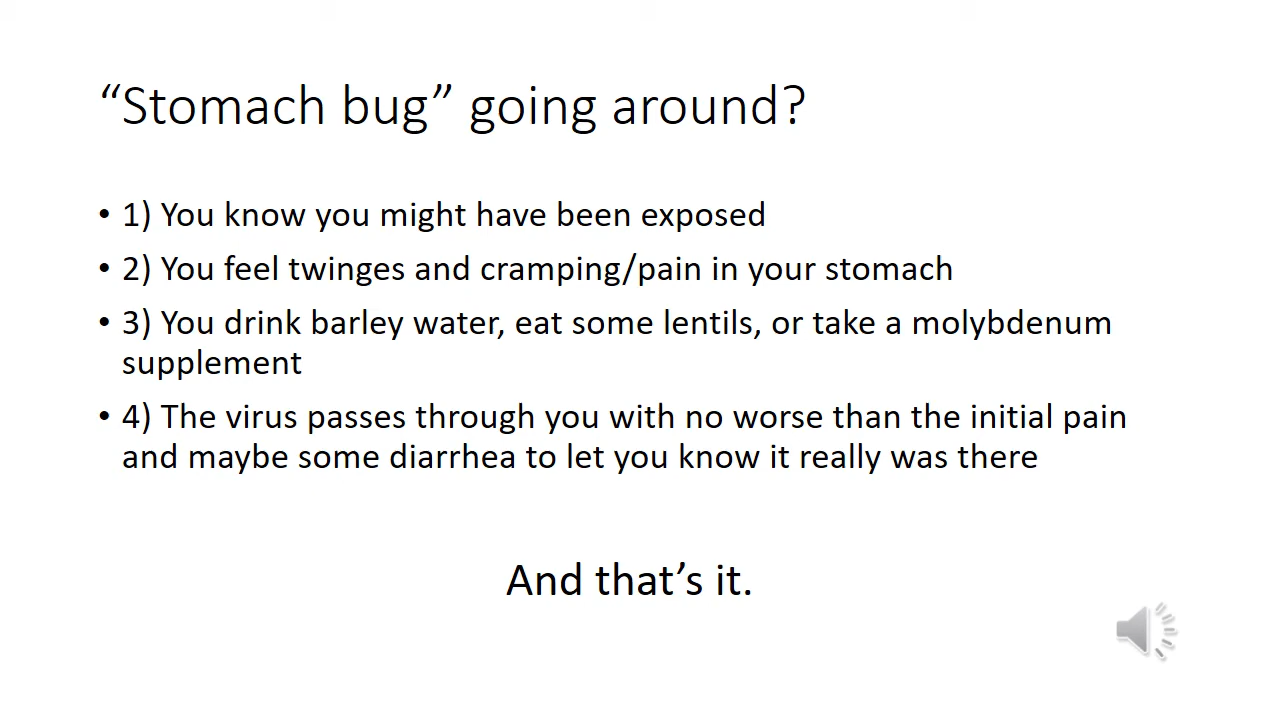 “Stomach bug” going around?
• 1) You know you might have been exposed
• 2) You feel twinges and cramping/pain in your stomach
• 3) You drink barley water, eat some lentils, or take a molybdenum
supplement
• 4) The virus passes through you with no worse than the initial pain
and maybe some diarrhea to let you know it really was there
And that’s it.